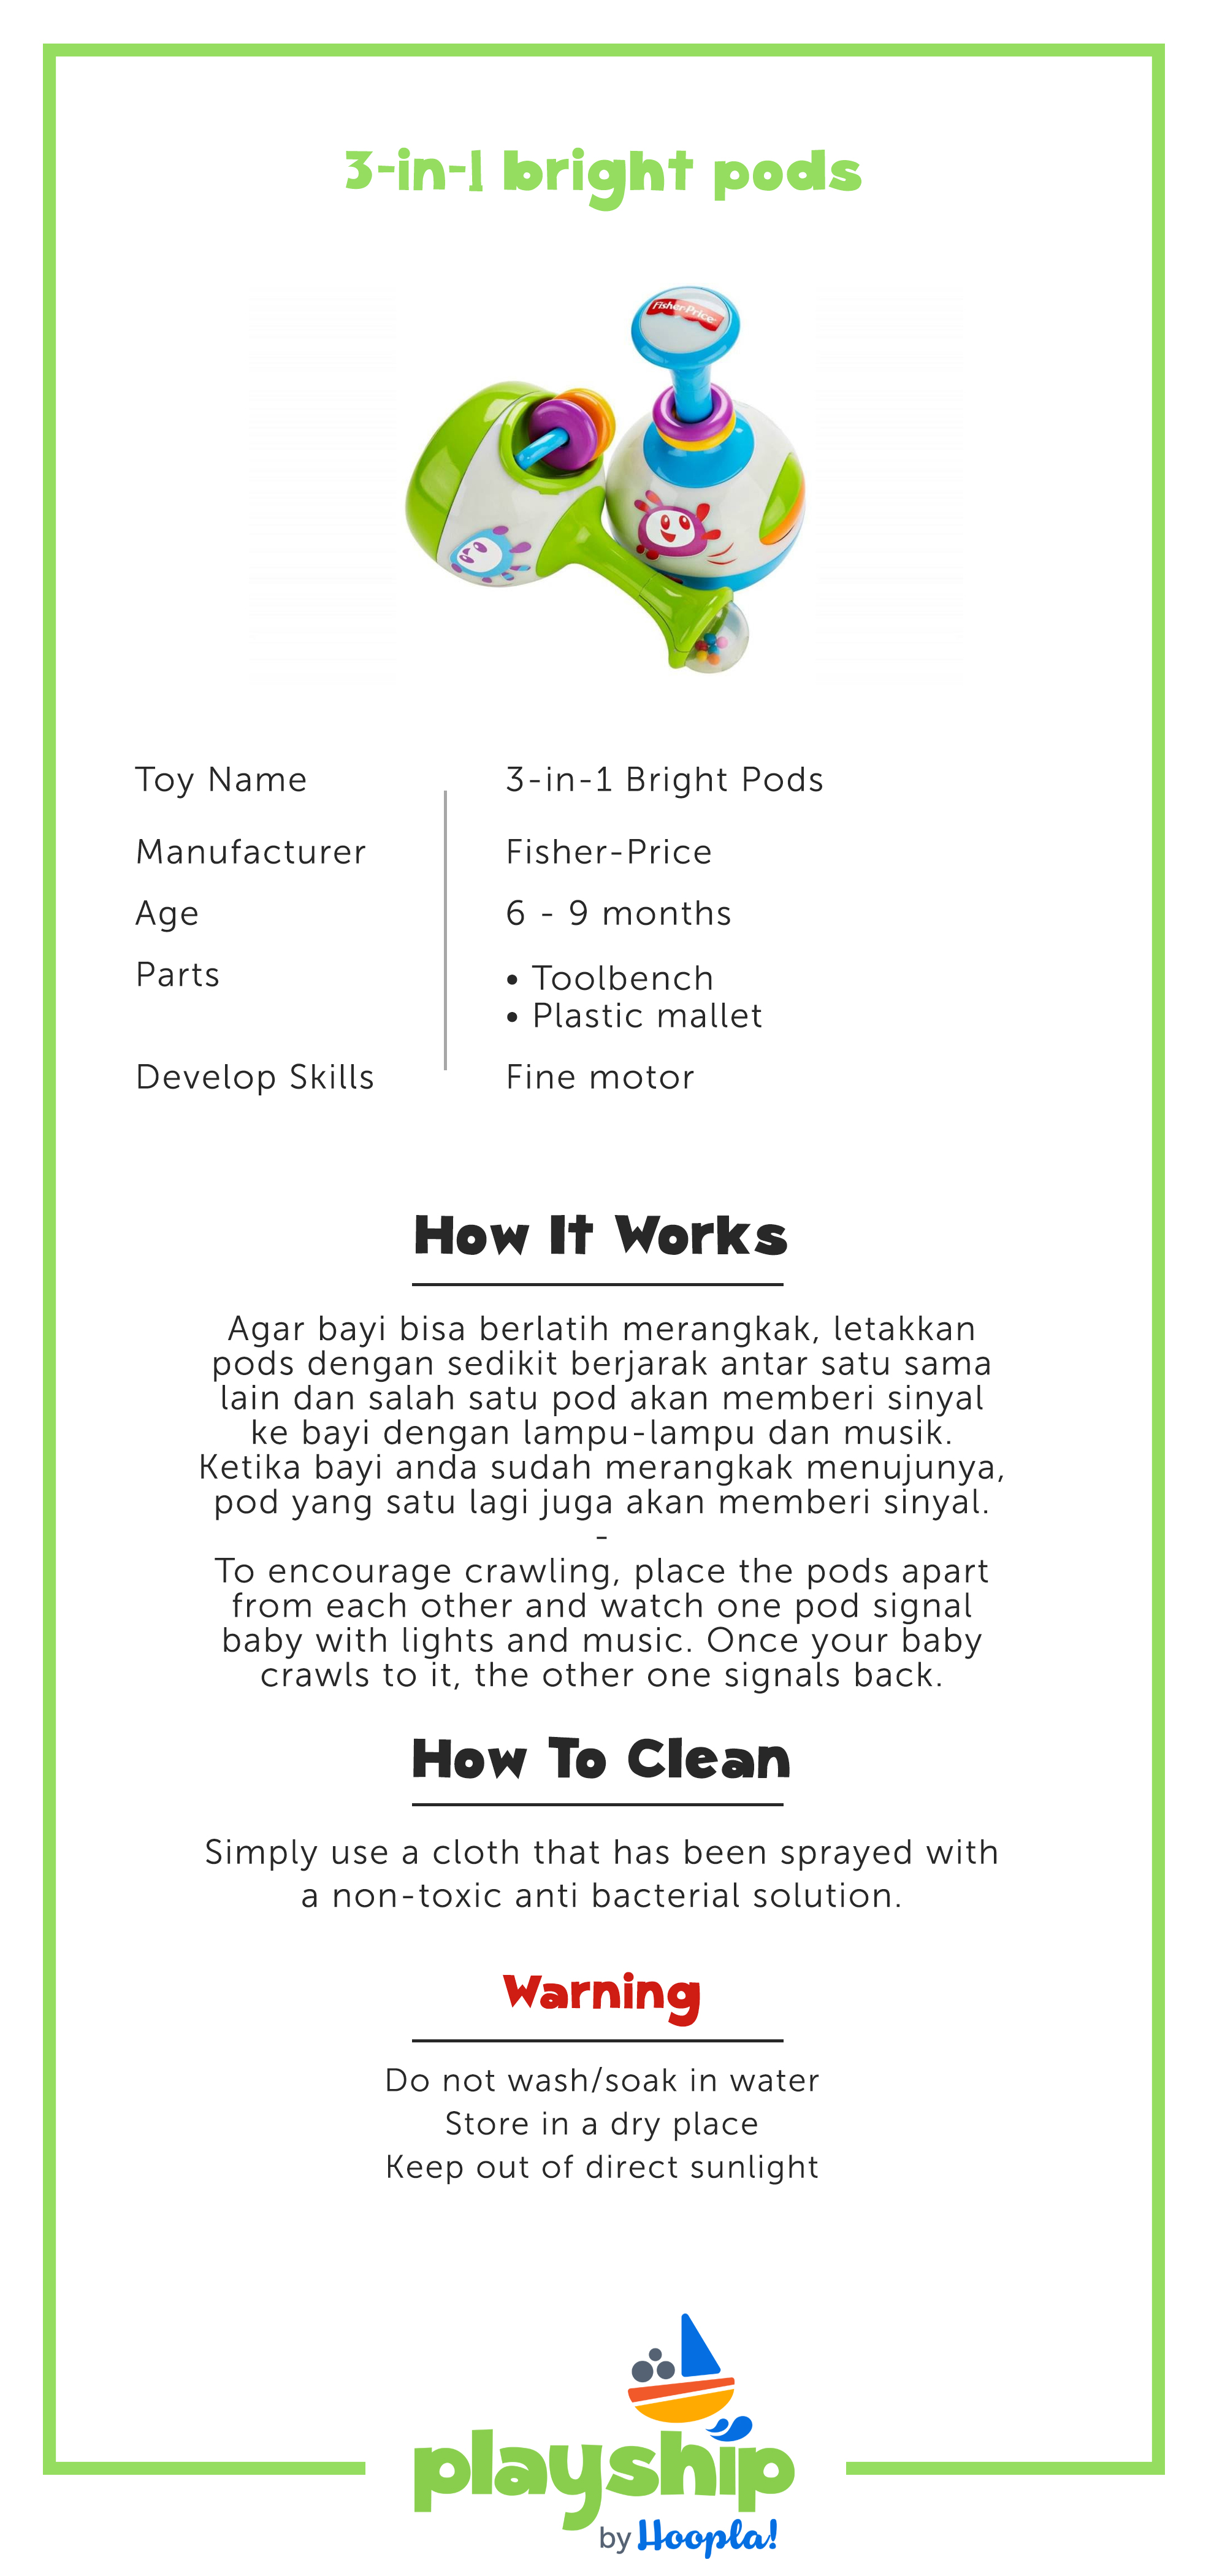 3-in-1 bright pods
Fisher-Price
Toy Name
3-in-1 Bright Pods
Manufacturer
Fisher-Price
Age
6 - 9 months
Parts
• Toolbench
• Plastic mallet
Develop Skills
Fine motor
How It Works
Agar bayi bisa berlatih merangkak, letakkan
pods dengan sedikit berjarak antar satu sama
lain dan salah satu pod akan memberi sinyal
ke bayi dengan lampu-lampu dan musik.
Ketika bayi anda sudah merangkak menujunya,
pod yang satu lagi juga akan memberi sinyal.
-
To encourage crawling, place the pods apart
from each other and watch one pod signal
baby with lights and music. Once your baby
crawls to it, the other one signals back.
How To Clean
Simply use a cloth that has been sprayed with
a non-toxic anti bacterial solution.
Warning
Do not wash/soak in water
Store in a dry place
Keep out of direct sunlight
playship
by Hoopla!